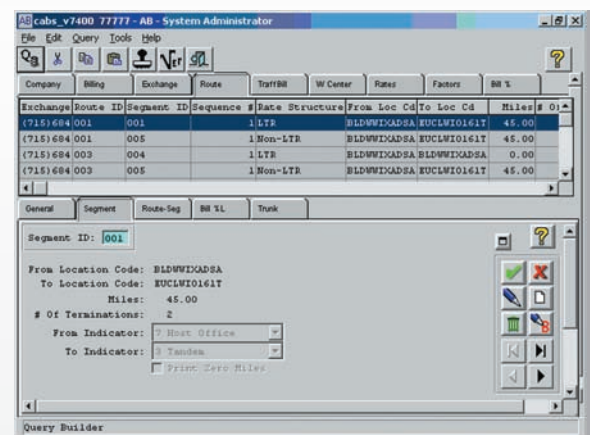 AB cabs_v7400 77777 - AB - System Administrator
File Edit Query Tools Help
Company Billing Exchange Route TraffBill W Center Rates Factors Bill %
Exchange Route ID Segment ID Sequence # Rate Structure From Loc Cd To Loc Cd Miles # O
(715)684 001 001 1 LTR BLDWWIXADSA EUCLWIO161T 45.00
(715)684 001 005 1 Non-LTR BLDWWIXADSA EUCLWIO161T 45.00
(715)684 003 004 1 LTR BLDWWIXADSA BLDWWIXADSA 0.00
(715)684 003 005 1 Non-LTR BLDWWIXADSA EUCLWIO161T 45.00
General Segment Route-Seg Bill %L Trunk
Segment ID: 001
From Location Code: BLDWWIXADSA
To Location Code: EUCLWIO161T
Miles: 45.00
# Of Terminations: 2
From Indicator: 7 Host Office
To Indicator: 3 Tandem
Print Zero Miles
Query Builder